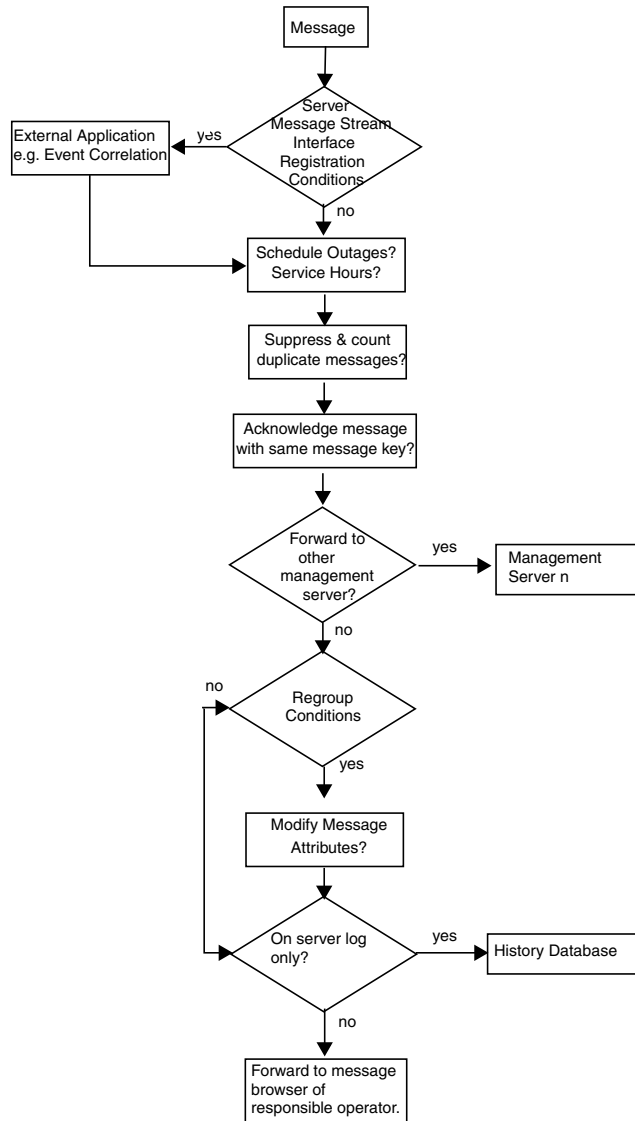 Message
Server
Message Stream
Interface
Registration
Conditions
yes
External Application
e.g. Event Correlation
no
Schedule Outages?
Service Hours?
Suppress & count
duplicate messages?
Acknowledge message
with same message key?
Forward to
other
management
server?
yes
Management
Server n
no
no
Regroup
Conditions
yes
Modify Message
Attributes?
On server log
only?
yes
History Database
no
Forward to message
browser of
responsible operator.